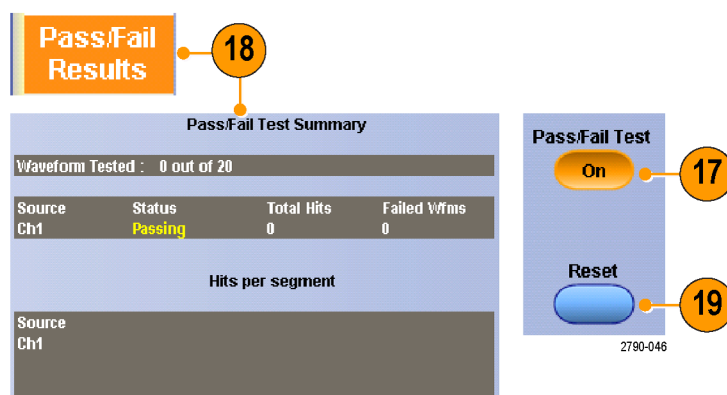 Pass/Fail
Results
18
Pass/Fail Test Summary
Waveform Tested : 0 out of 20
Source Status Total Hits Failed Wfms
Ch1 Passing 0 0
Hits per segment
Source
Ch1
Pass/Fail Test
On
17
Reset
19
2790-046